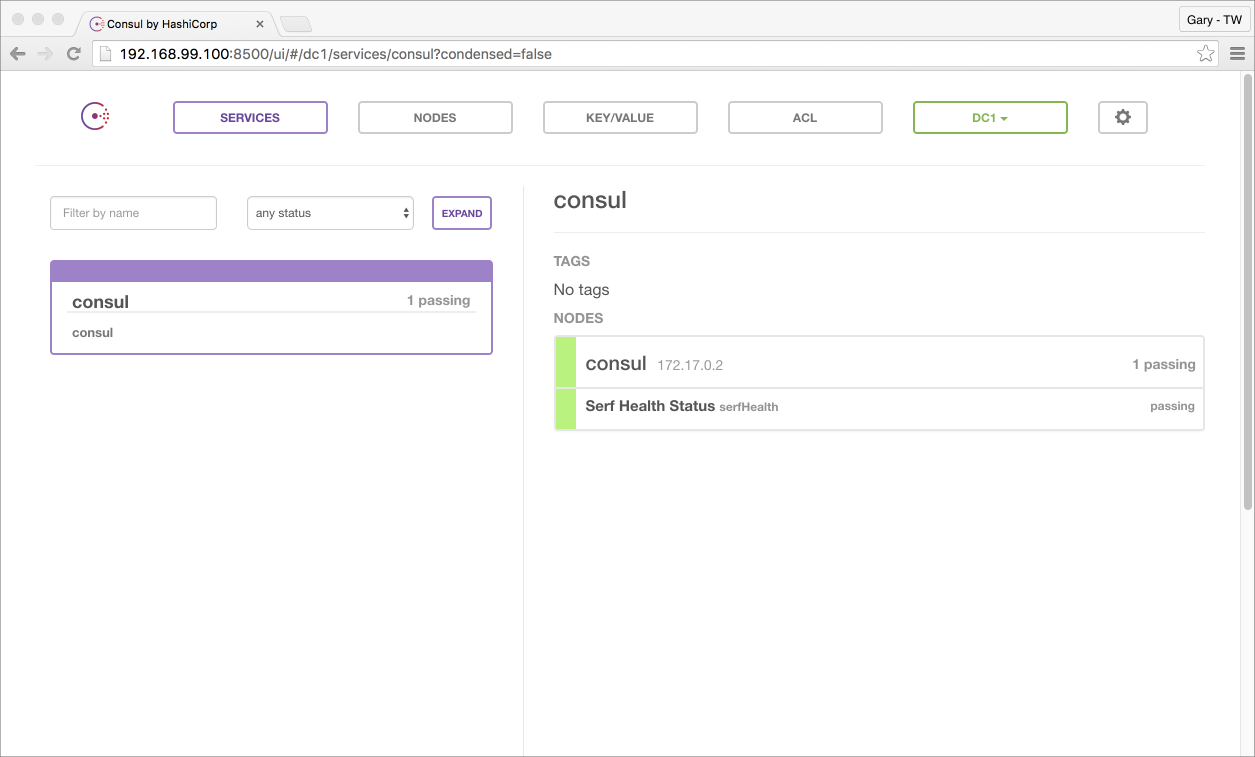 Consul by HashiCorp
Gary - TW
192.168.99.100:8500/ui/#/dc1/services/consul?condensed=false
SERVICES NODES KEY/VALUE ACL DC1
Filter by name any status EXPAND
consul 1 passing
consul
consul
TAGS
No tags
NODES
consul 172.17.0.2 1 passing
Serf Health Status serfHealth passing